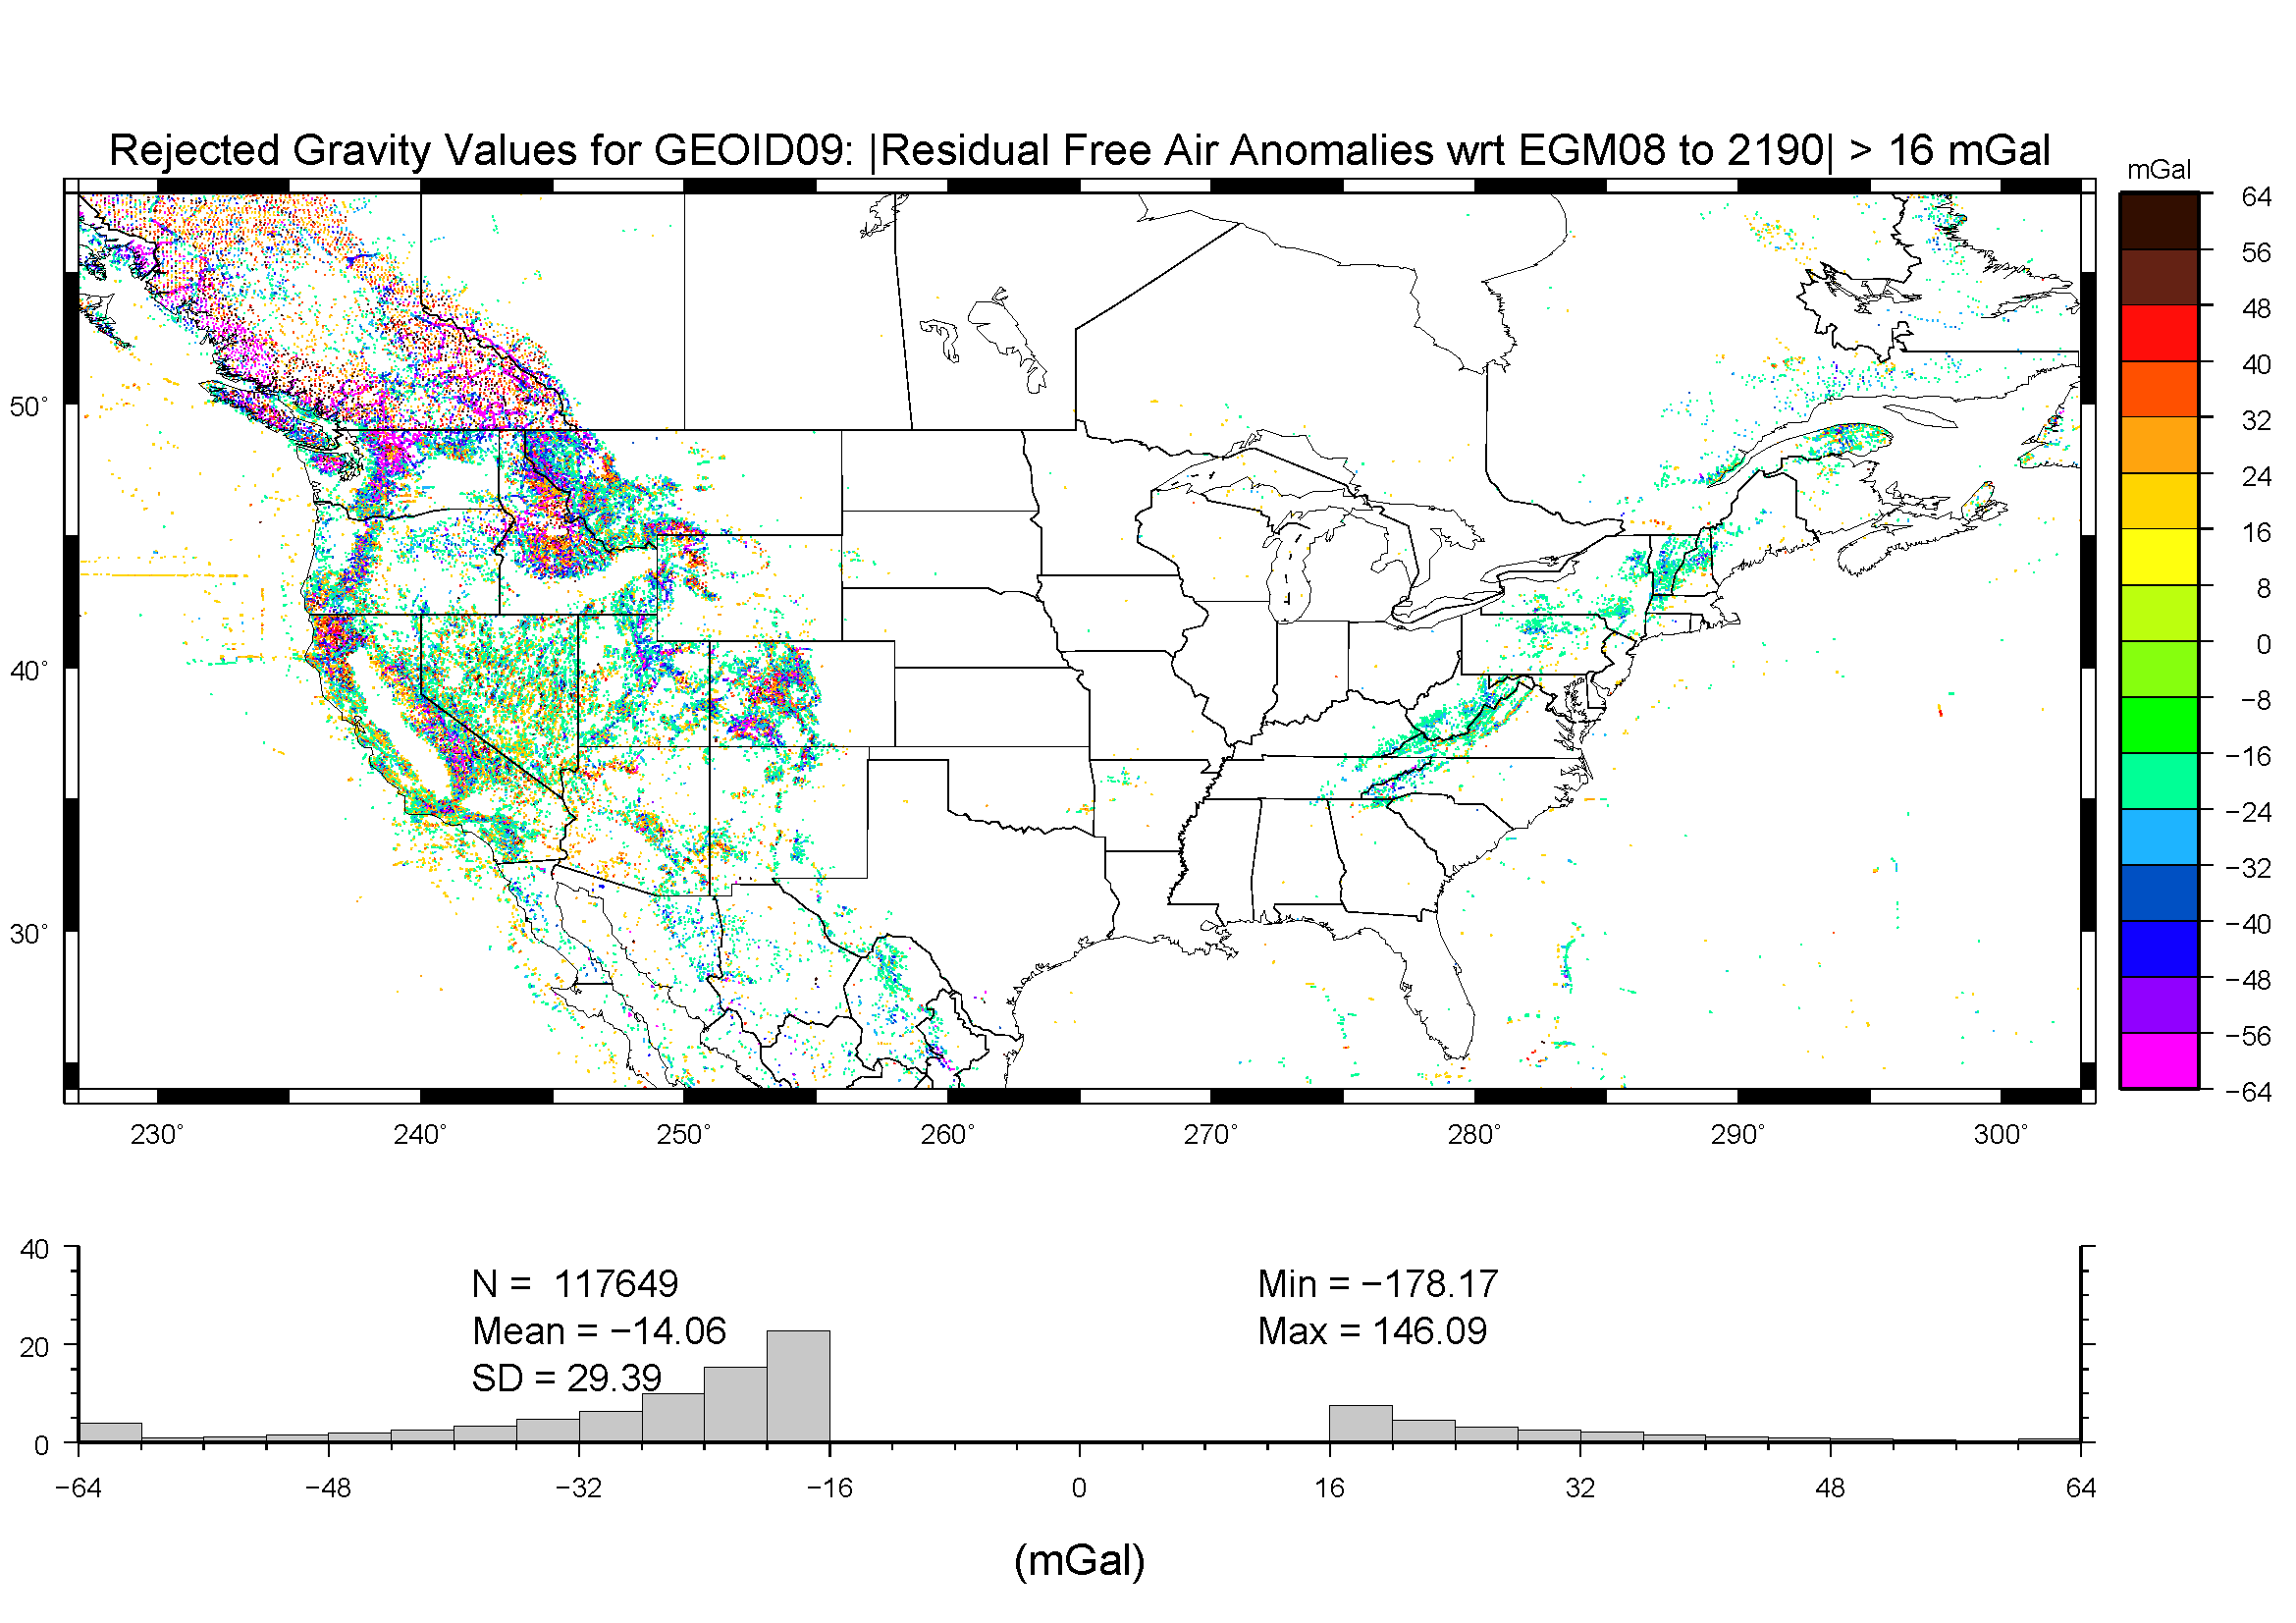 Rejected Gravity Values for GEOID09: |Residual Free Air Anomalies wrt EGM08 to 2190| > 16 mGal
mGal
64
56
48
40
32
24
16
8
0
−8
−16
−24
−32
−40
−48
−56
−64
50°
40°
30°
230° 240° 250° 260° 270° 280° 290° 300°
40
20
0
N = 117649
Mean = −14.06
SD = 29.39
Min = −178.17
Max = 146.09
−64 −48 −32 −16 0 16 32 48 64
(mGal)